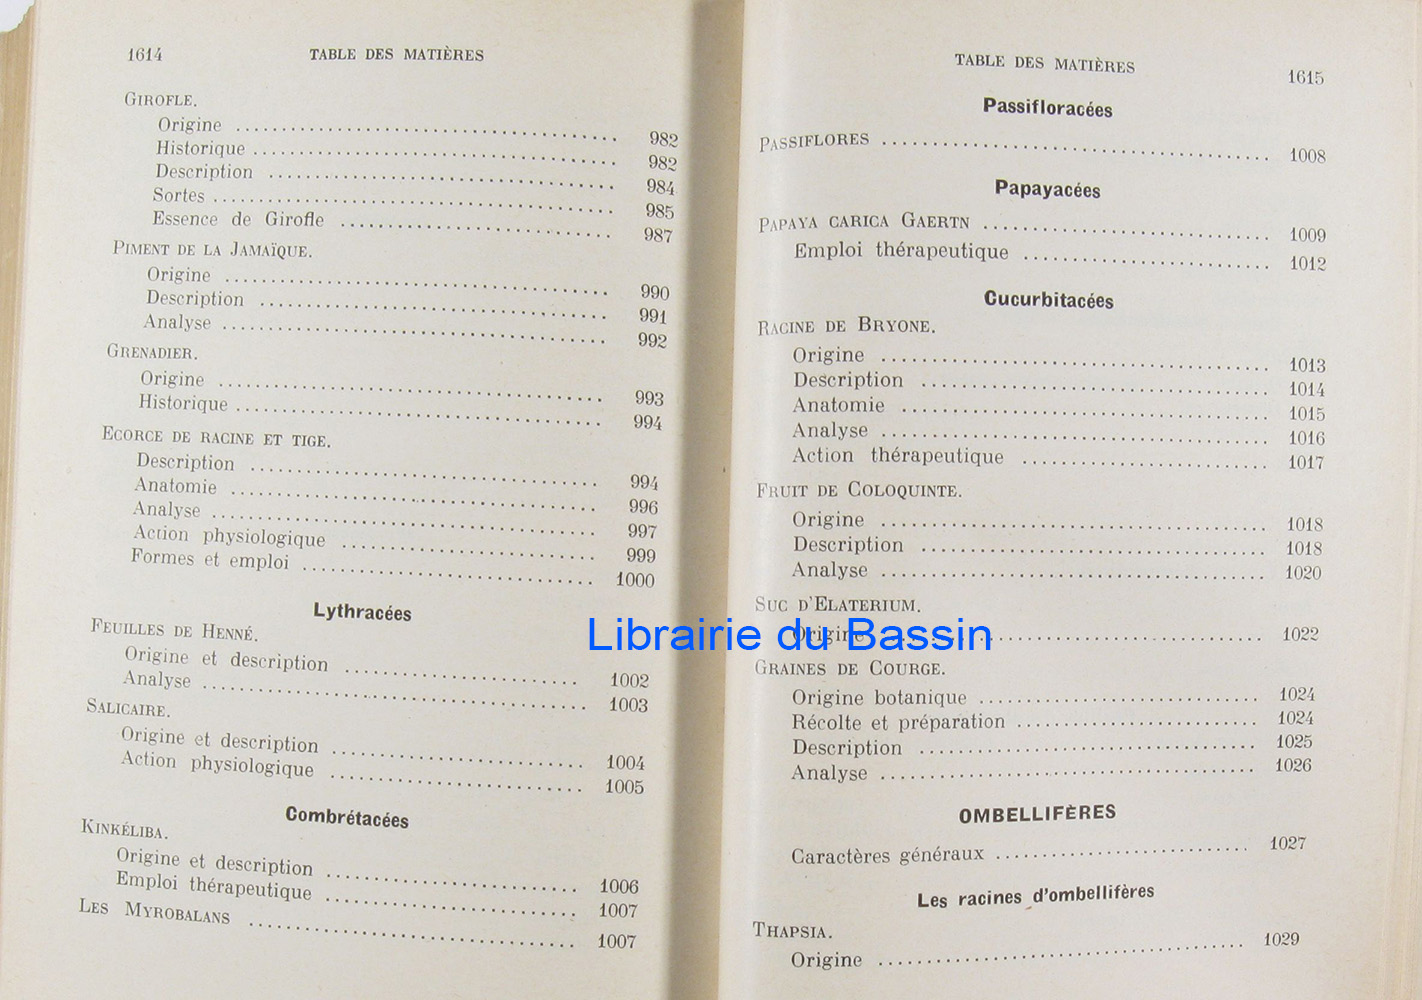 1614 TABLE DES MATIÈRES
GIROFLE.
Origine ........ 982
Historique ........ 982
Description ........ 984
Sortes ........ 985
Essence de Girofle ........ 987
PIMENT DE LA JAMAÏQUE.
Origine ........ 990
Description ........ 991
Analyse ........ 992
GRENADIER.
Origine ........ 993
Historique ........ 994
ECORCE DE RACINE ET TIGE.
Description ........ 994
Anatomie ........ 996
Analyse ........ 997
Action physiologique ........ 999
Formes et emploi ........ 1000
Lythracées
FEUILLES DE HENNÉ.
Origine et description ........ 1002
Analyse ........ 1003
SALICAIRE.
Origine et description ........ 1004
Action physiologique ........ 1005
Combrétacées
KINKÉLIBA.
Origine et description ........ 1006
Emploi thérapeutique ........ 1007
LES MYROBALANS ........ 1007
TABLE DES MATIÈRES 1615
Passifloracées
PASSIFLORES ........ 1008
Papayacées
PAPAYA CARICA GAERTN ........ 1009
Emploi thérapeutique ........ 1012
Cucurbitacées
RACINE DE BRYONE.
Origine ........ 1013
Description ........ 1014
Anatomie ........ 1015
Analyse ........ 1016
Action thérapeutique ........ 1017
FRUIT DE COLOQUINTE.
Origine ........ 1018
Description ........ 1018
Analyse ........ 1020
SUC D'ELATERIUM.
Origine ........ 1022
GRAINES DE COURGE.
Origine botanique ........ 1024
Récolte et préparation ........ 1024
Description ........ 1025
Analyse ........ 1026
OMBELLIFÈRES
Caractères généraux ........ 1027
Les racines d'ombellifères
THAPSIA.
Origine ........ 1029
Librairie du Bassin